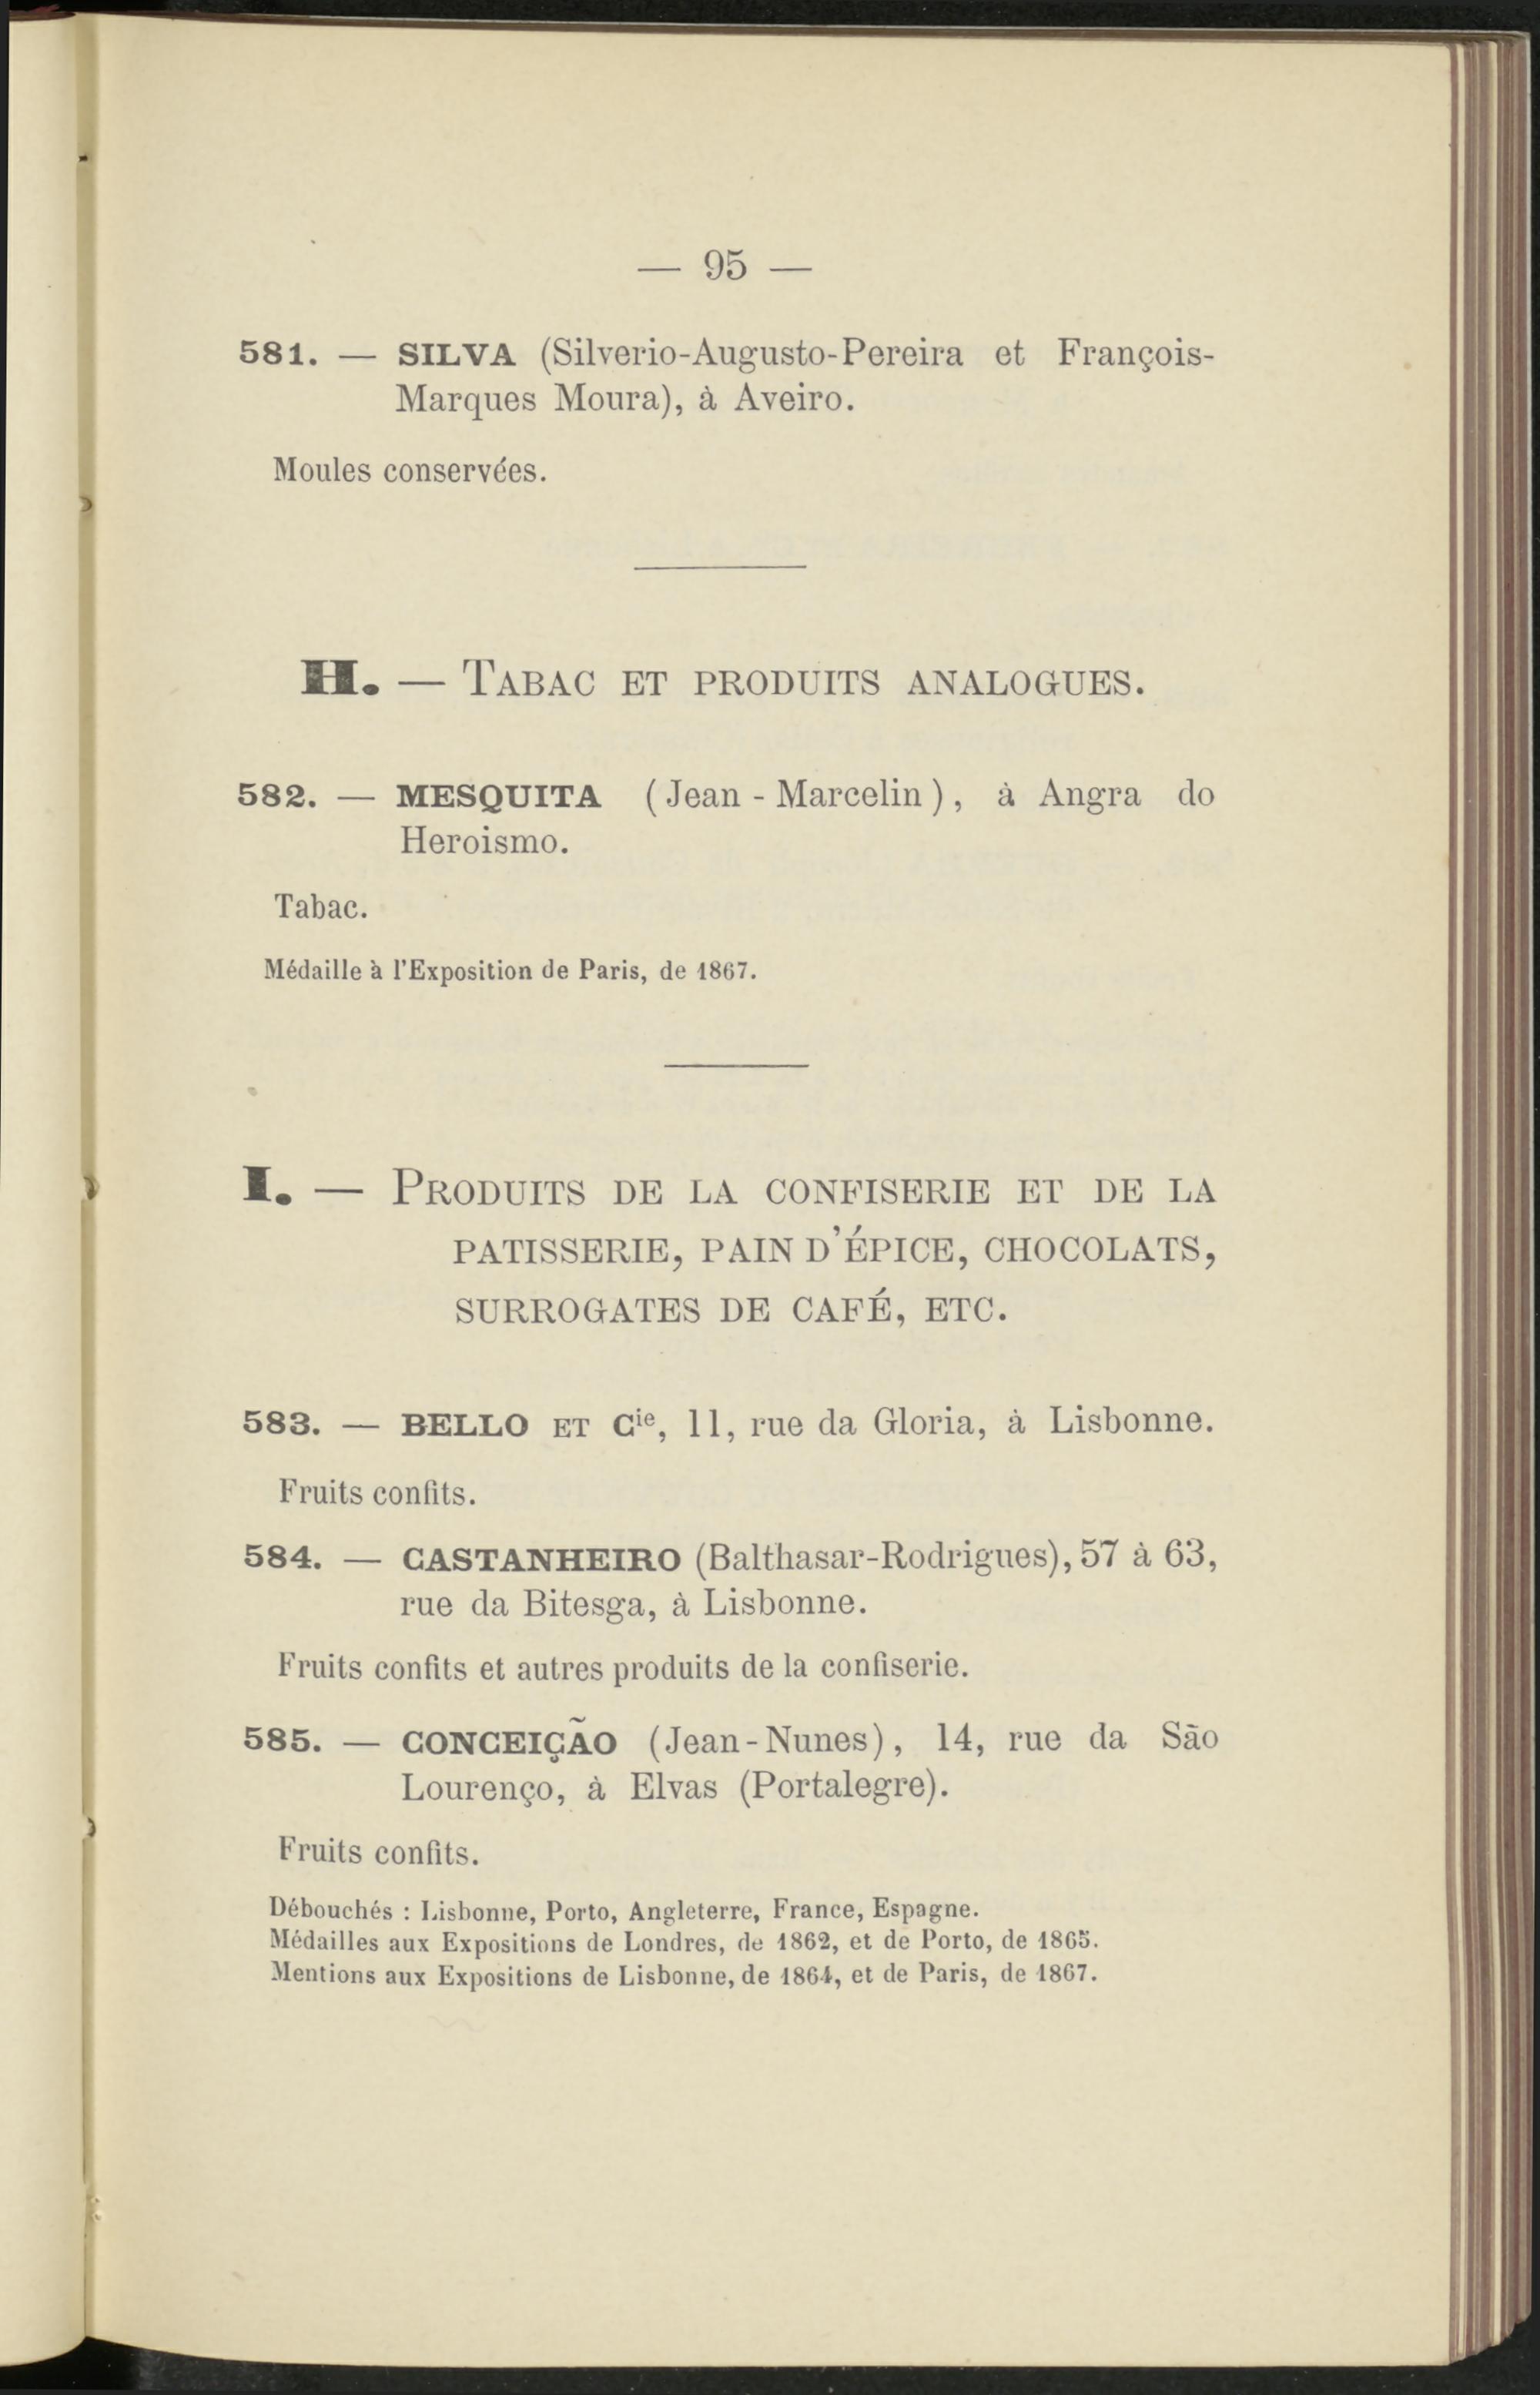 — 95 —
581. — SILVA (Silverio-Augusto-Pereira et François-
Marques Moura), à Aveiro.
Moules conservées.
H. — TABAC ET PRODUITS ANALOGUES.
582. — MESQUITA (Jean - Marcelin), à Angra do
Heroismo.
Tabac.
Médaille à l'Exposition de Paris, de 1867.
I. — PRODUITS DE LA CONFISERIE ET DE LA
PATISSERIE, PAIN D'ÉPICE, CHOCOLATS,
SURROGATES DE CAFÉ, ETC.
583. — BELLO ET Cie, 11, rue da Gloria, à Lisbonne.
Fruits confits.
584. — CASTANHEIRO (Balthasar-Rodrigues), 57 à 63,
rue da Bitesga, à Lisbonne.
Fruits confits et autres produits de la confiserie.
585. — CONCEIÇÃO (Jean-Nunes), 14, rue da São
Lourenço, à Elvas (Portalegre).
Fruits confits.
Débouchés : Lisbonne, Porto, Angleterre, France, Espagne.
Médailles aux Expositions de Londres, de 1862, et de Porto, de 1865.
Mentions aux Expositions de Lisbonne, de 1864, et de Paris, de 1867.